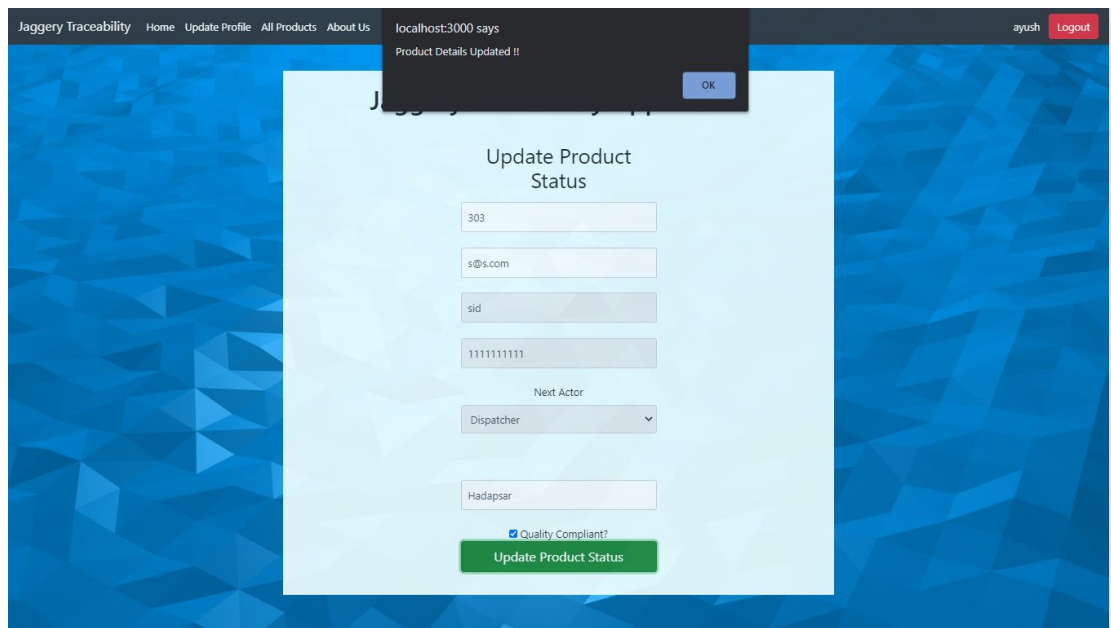 Jaggery Traceability Home Update Profile All Products About Us
ayush Logout
localhost:3000 says
Product Details Updated !!
OK
Update Product
Status
303
s@s.com
sid
1111111111
Next Actor
Dispatcher
Hadapsar
Quality Compliant?
Update Product Status